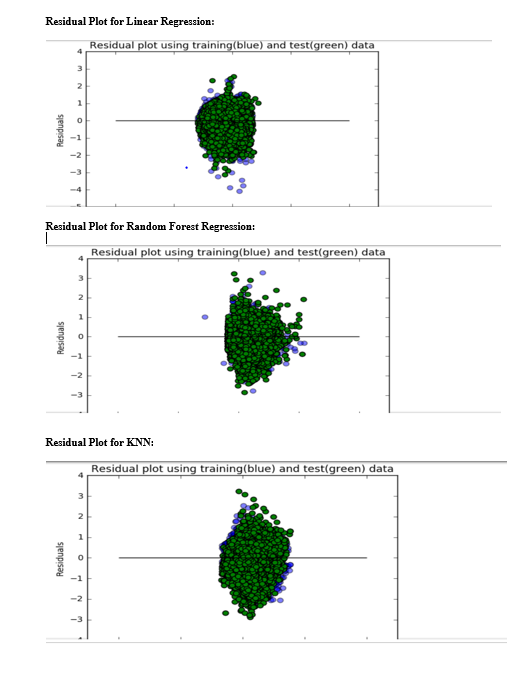 Residual Plot for Linear Regression:
Residual plot using training(blue) and test(green) data
4
3
2
1
0
−1
−2
−3
−4
Residuals
Residual Plot for Random Forest Regression:
Residual plot using training(blue) and test(green) data
4
3
2
1
0
−1
−2
−3
Residuals
Residual Plot for KNN:
Residual plot using training(blue) and test(green) data
4
3
2
1
0
−1
−2
−3
Residuals